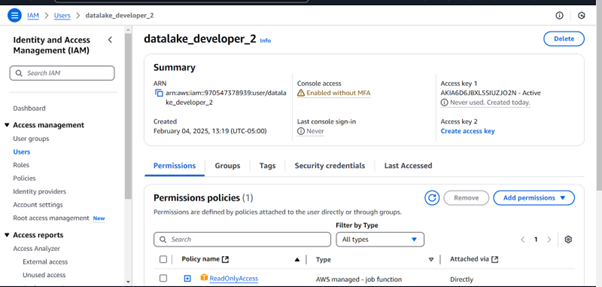 IAM > Users > datalake_developer_2
Identity and Access Management (IAM)
Search IAM
Dashboard
Access management
User groups
Users
Roles
Policies
Identity providers
Account settings
Root access management New
Access reports
Access Analyzer
External access
Unused access
datalake_developer_2 Info
Delete
Summary
ARN
arn:aws:iam::970547378939:user/datalake_developer_2
Console access
Enabled without MFA
Access key 1
AKIA6D6JBXLS5IUZJO2N - Active
Never used. Created today.
Created
February 04, 2025, 13:19 (UTC-05:00)
Last console sign-in
Never
Access key 2
Create access key
Permissions
Groups
Tags
Security credentials
Last Accessed
Permissions policies (1)
Remove
Add permissions
Permissions are defined by policies attached to the user directly or through groups.
Filter by Type
Search
All types
1
Policy name
Type
Attached via
ReadOnlyAccess
AWS managed - job function
Directly